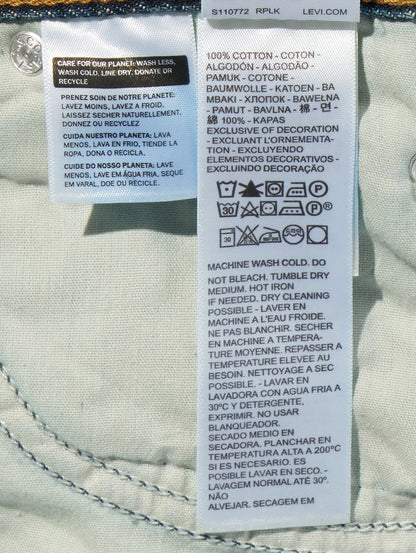 S110772 RPLK LEVI.COM
CARE FOR OUR PLANET: WASH LESS,
WASH COLD, LINE DRY, DONATE OR
RECYCLE
PRENEZ SOIN DE NOTRE PLANETE:
LAVEZ MOINS, LAVEZ A FROID,
LAISSEZ SECHER NATURELLEMENT,
DONNEZ OU RECYCLEZ
CUIDA NUESTRO PLANETA: LAVA
MENOS, LAVA EN FRIO, TIENDE LA
ROPA, DONA O RECICLA.
CUIDE DO NOSSO PLANETA: LAVE
MENOS, LAVE EM ÁGUA FRIA, SEQUE
EM VARAL, DOE OU RECICLE.
100% COTTON - COTON -
ALGODÓN - ALGODÃO -
PAMUK - COTONE -
BAUMWOLLE - KATOEN - BA
MBAKI - ХЛОПОК - BAWEŁNA
- PAMUT - BAVLNA - 棉 - 면 -
綿 100% - KAPAS
EXCLUSIVE OF DECORATION
- EXCLUANT L'ORNEMENTA-
TION - EXCLUYENDO
ELEMENTOS DECORATIVOS -
EXCLUINDO DECORAÇÃO
P
30 P
30
MACHINE WASH COLD. DO
NOT BLEACH. TUMBLE DRY
MEDIUM. HOT IRON
IF NEEDED. DRY CLEANING
POSSIBLE - LAVER EN
MACHINE A L'EAU FROIDE.
NE PAS BLANCHIR. SECHER
EN MACHINE A TEMPERA-
TURE MOYENNE. REPASSER A
TEMPERATURE ELEVEE AU
BESOIN. NETTOYAGE A SEC
POSSIBLE. - LAVAR EN
LAVADORA CON AGUA FRIA A
30ºC Y DETERGENTE.
EXPRIMIR. NO USAR
BLANQUEADOR.
SECADO MEDIO EN
SECADORA. PLANCHAR EN
TEMPERATURA ALTA A 200°C
SI ES NECESARIO. ES
POSIBLE LAVADO EN SECO. -
LAVAGEM NORMAL ATÉ 30°.
NÃO
ALVEJAR. SECAGEM EM